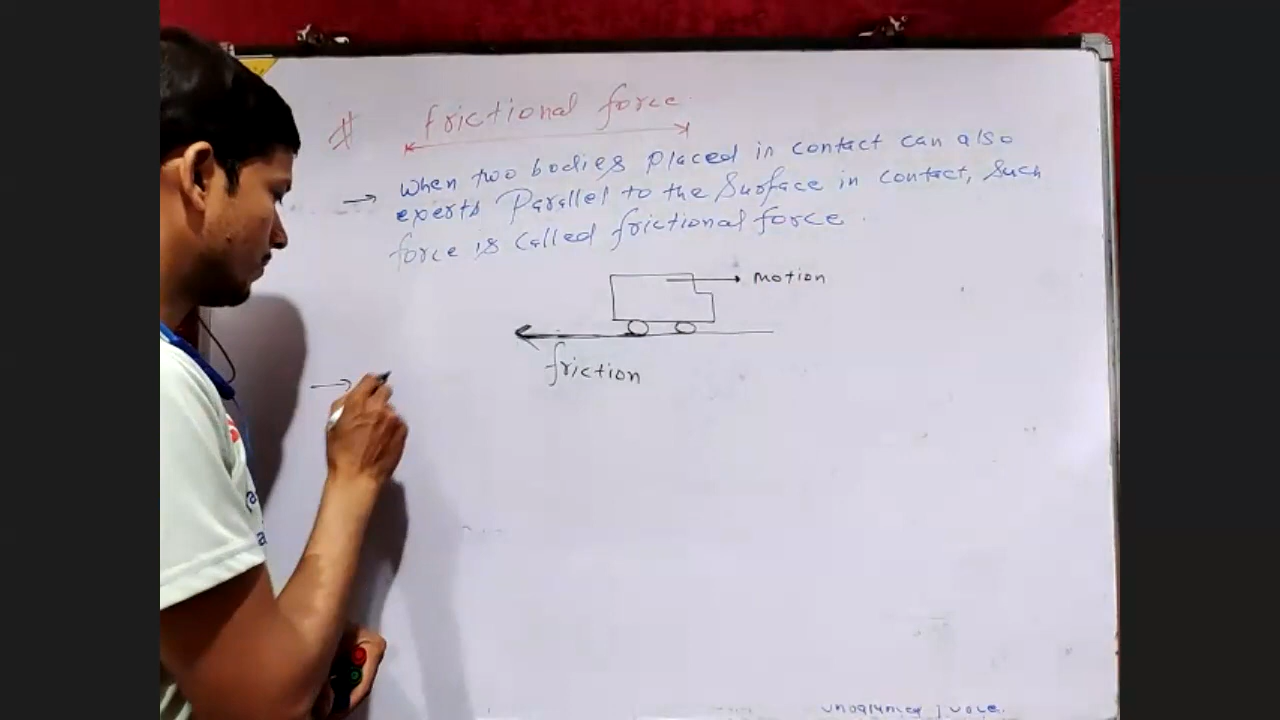 # frictional force
→ When two bodies placed in contact can also
experts Parallel to the Surface in contact, such
force is called frictional force.
motion
friction
→